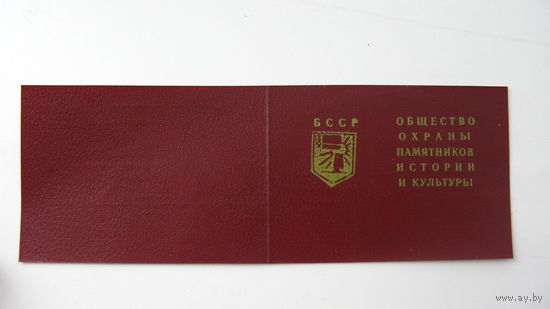 БССР
ОБЩЕСТВО
ОХРАНЫ
ПАМЯТНИКОВ
ИСТОРИИ
И КУЛЬТУРЫ
www.ay.by